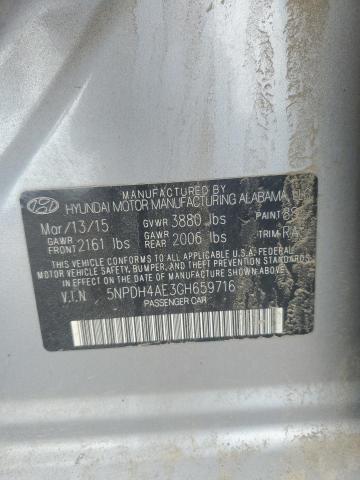 MANUFACTURED BY
HYUNDAI MOTOR MANUFACTURING ALABAMA,
Mar/13/15 GVWR 3880 lbs PAINT:8S
GAWR FRONT 2161 lbs GAWR REAR 2006 lbs TRIM:RA
THIS VEHICLE CONFORMS TO ALL APPLICABLE U.S.A. FEDERAL
MOTOR VEHICLE SAFETY, BUMPER, AND THEFT PREVENTION
STANDARDS IN EFFECT ON THE DATE OF MANUFACTURE
SHOWN ABOVE.
V.I.N 5NPDH4AE3GH659716
PASSENGER CAR